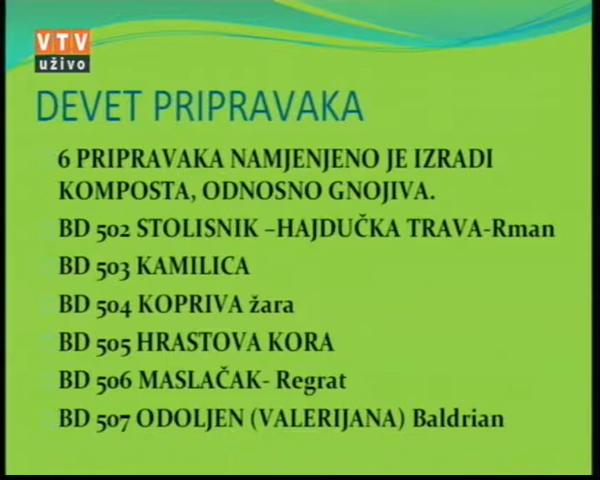 VTV
uživo
DEVET PRIPRAVAKA
6 PRIPRAVAKA NAMJENJENO JE IZRADI
KOMPOSTA, ODNOSNO GNOJIVA.
BD 502 STOLISNIK –HAJDUČKA TRAVA-Rman
BD 503 KAMILICA
BD 504 KOPRIVA žara
BD 505 HRASTOVA KORA
BD 506 MASLAČAK- Regrat
BD 507 ODOLJEN (VALERIJANA) Baldrian